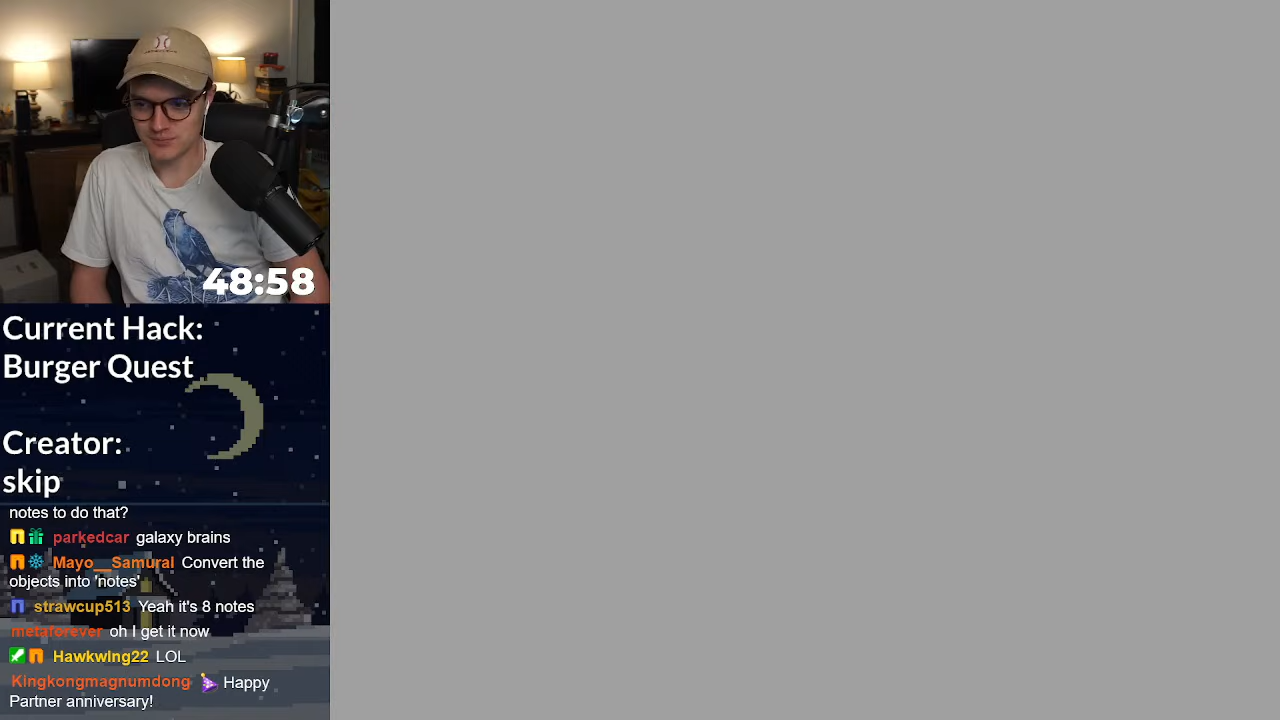 48:58
Current Hack:
Burger Quest
Creator:
skip
notes to do that?
parkedcar galaxy brains
Mayo__Samural Convert the
objects into 'notes'
strawcup513 Yeah it's 8 notes
metaforever oh I get it now
Hawkwing22 LOL
Kingkongmagnumdong Happy
Partner anniversary!